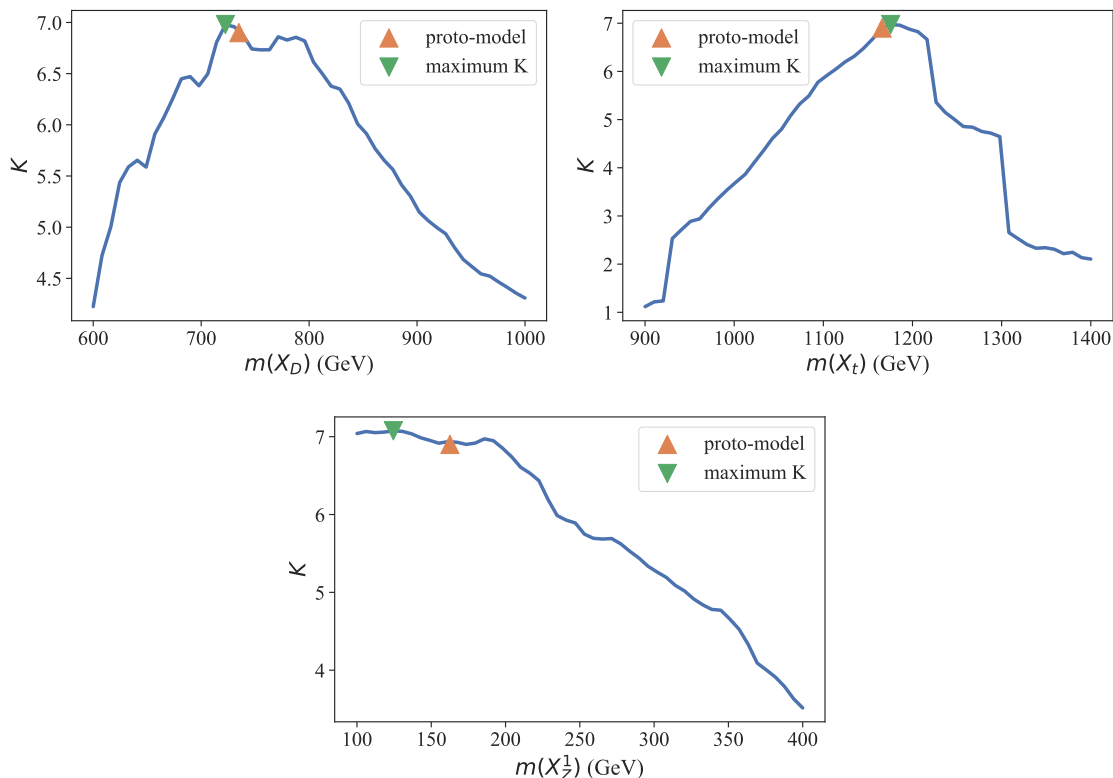 7.0
6.5
6.0
5.5
5.0
4.5
K
600
700
800
900
1000
m(X_D) (GeV)
proto-model
maximum K
7
6
5
4
3
2
1
K
900
1000
1100
1200
1300
1400
m(X_t) (GeV)
proto-model
maximum K
7
6
5
4
K
100
150
200
250
300
350
400
m(X_Z^1) (GeV)
proto-model
maximum K